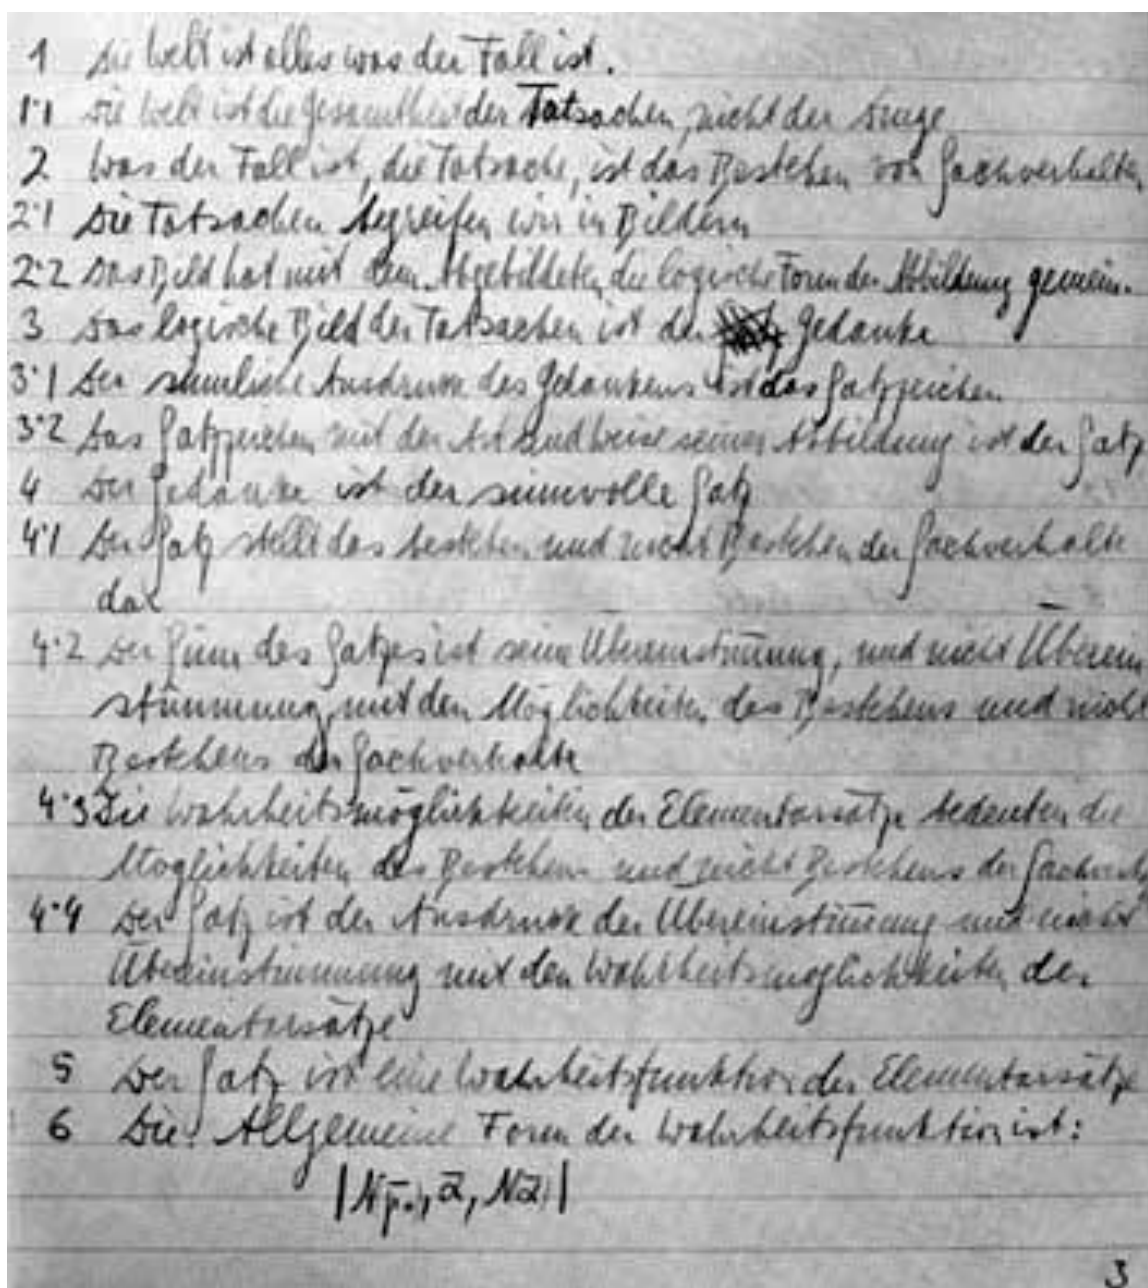 1 Die Welt ist alles was der Fall ist.
1·1 Die Welt ist die Gesamtheit der Tatsachen, nicht der Dinge
2 Was der Fall ist, die Tatsache, ist das Bestehen von Sachverhalten
2·1 Die Tatsachen begreifen wir in Bildern
2·2 Das Bild hat mit dem Abgebildeten die logische Form der Abbildung gemein.
3 Das logische Bild der Tatsachen ist der Gedanke
3·1 Der sinnliche Ausdruck des Gedankens ist das Satzzeichen
3·2 Das Satzzeichen mit der Art und Weise seiner Abbildung ist der Satz
4 Der Gedanke ist der sinnvolle Satz
4·1 Der Satz stellt das bestehen und nicht Bestehen der Sachverhalte
dar
4·2 Der Sinn des Satzes ist seine Übereinstimmung, und nicht Überein
stimmung, mit den Möglichkeiten des Bestehens und nicht
Bestehens der Sachverhalte
4·3 Die Wahrheitsmöglichkeiten der Elementarsätze bedeuten die
Möglichkeiten des Bestehens und nicht Bestehens der Sachverh
4·4 Der Satz ist der Ausdruck der Übereinstimmung und nicht
Übereinstimmung mit den Wahrheitsmöglichkeiten der
Elementarsätze
5 Der Satz ist eine Wahrheitsfunktion der Elementarsätze
6 Die Allgemeine Form der Wahrheitsfunktion ist:
3